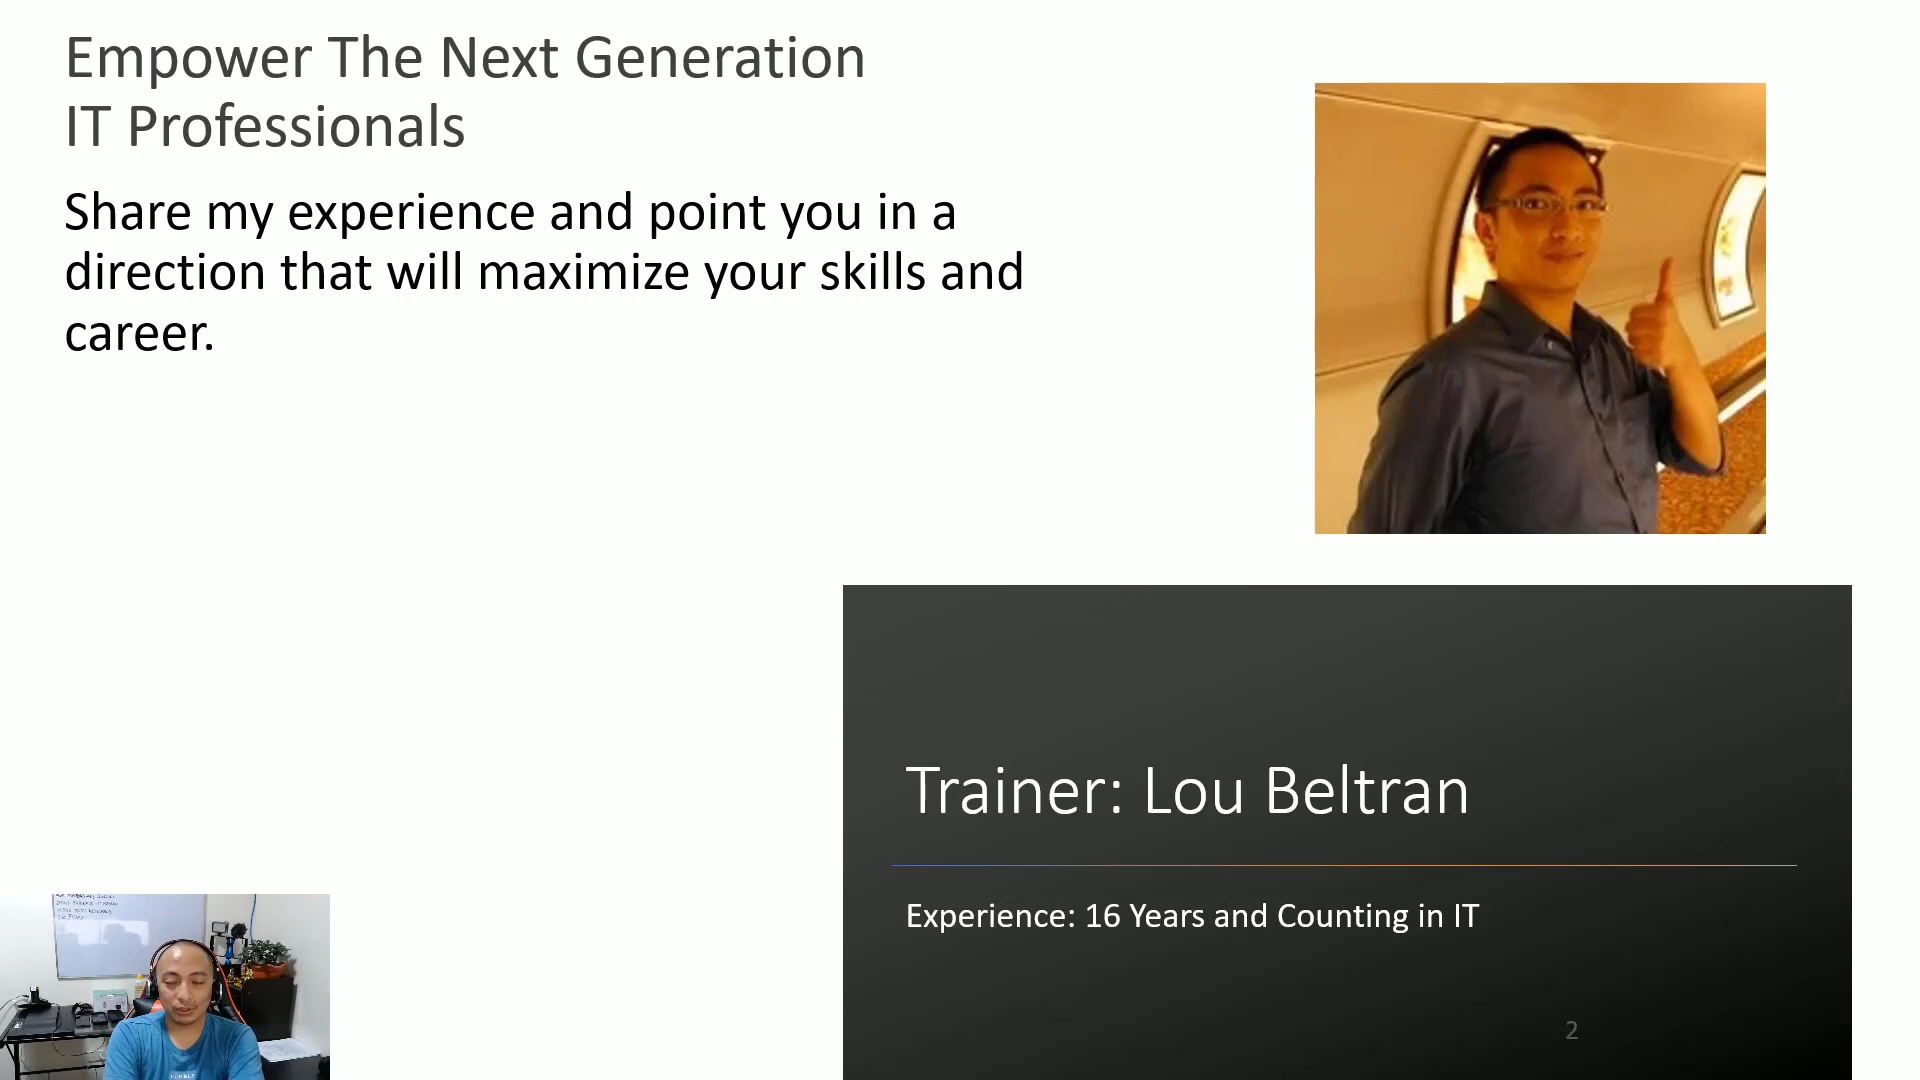 Empower The Next Generation
IT Professionals
Share my experience and point you in a
direction that will maximize your skills and
career.
Trainer: Lou Beltran
Experience: 16 Years and Counting in IT
2